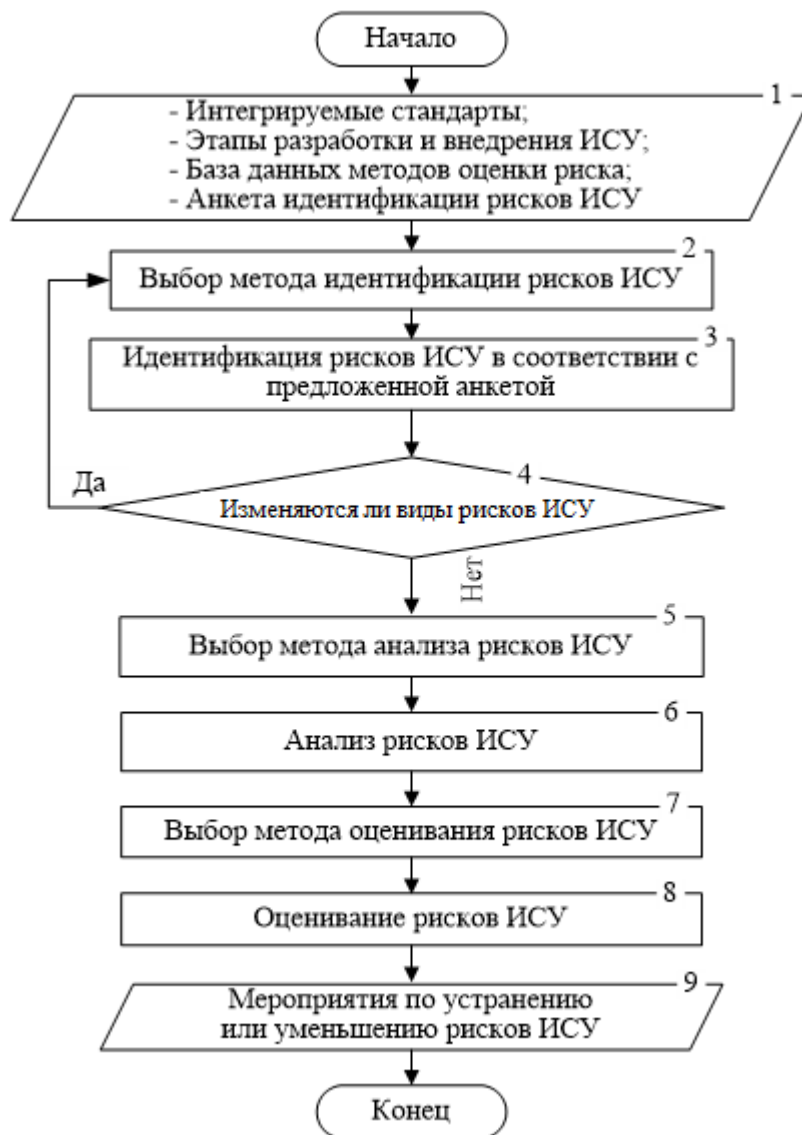 Начало
1
- Интегрируемые стандарты;
- Этапы разработки и внедрения ИСУ;
- База данных методов оценки риска;
- Анкета идентификации рисков ИСУ
2
Выбор метода идентификации рисков ИСУ
3
Идентификация рисков ИСУ в соответствии с
предложенной анкетой
4
Да
Изменяются ли виды рисков ИСУ
Нет
5
Выбор метода анализа рисков ИСУ
6
Анализ рисков ИСУ
7
Выбор метода оценивания рисков ИСУ
8
Оценивание рисков ИСУ
9
Мероприятия по устранению
или уменьшению рисков ИСУ
Конец